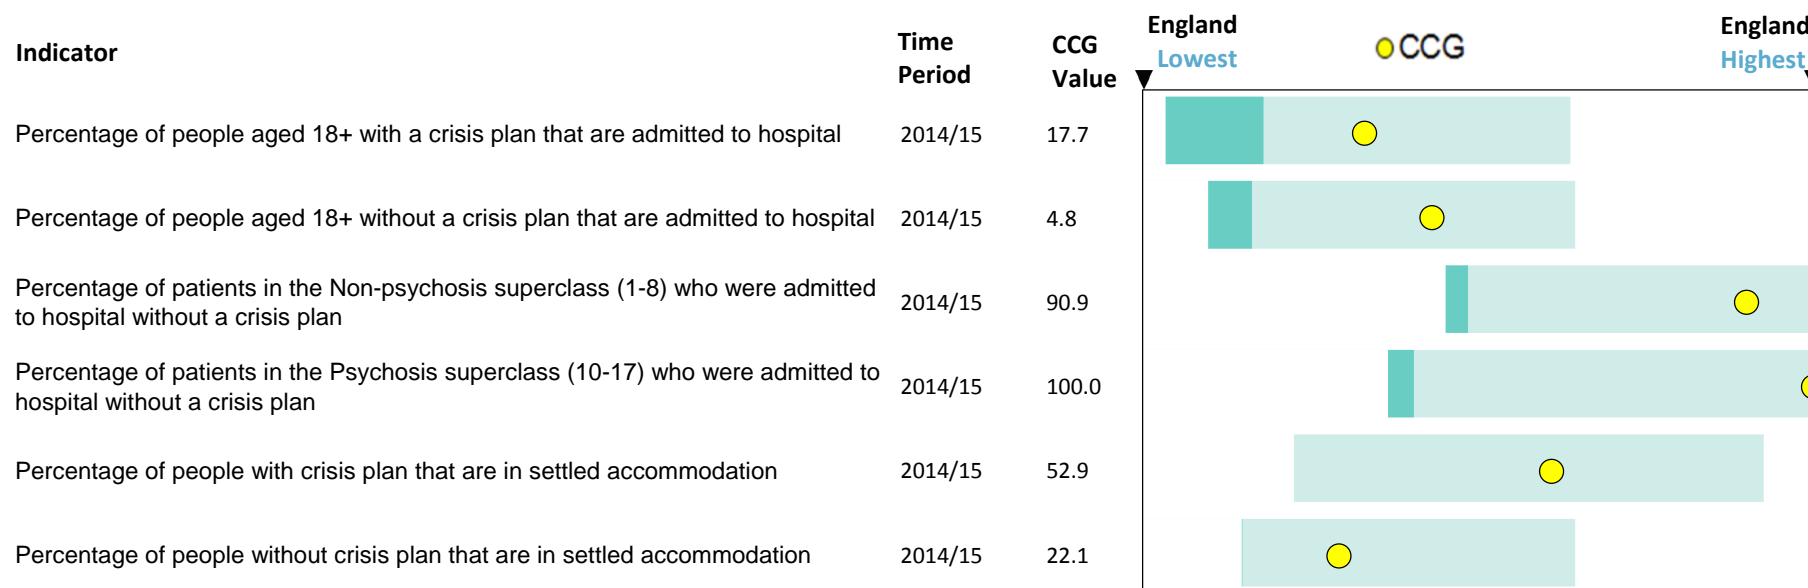 Indicator
Time Period
CCG Value
England Lowest
CCG
England Highest
Percentage of people aged 18+ with a crisis plan that are admitted to hospital 2014/15 17.7
Percentage of people aged 18+ without a crisis plan that are admitted to hospital 2014/15 4.8
Percentage of patients in the Non-psychosis superclass (1-8) who were admitted
to hospital without a crisis plan 2014/15 90.9
Percentage of patients in the Psychosis superclass (10-17) who were admitted to
hospital without a crisis plan 2014/15 100.0
Percentage of people with crisis plan that are in settled accommodation 2014/15 52.9
Percentage of people without crisis plan that are in settled accommodation 2014/15 22.1